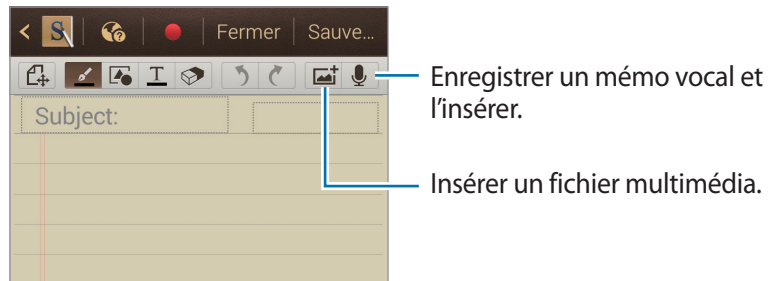 S
Fermer
Sauve...
T
Subject:
Enregistrer un mémo vocal et
l'insérer.
Insérer un fichier multimédia.